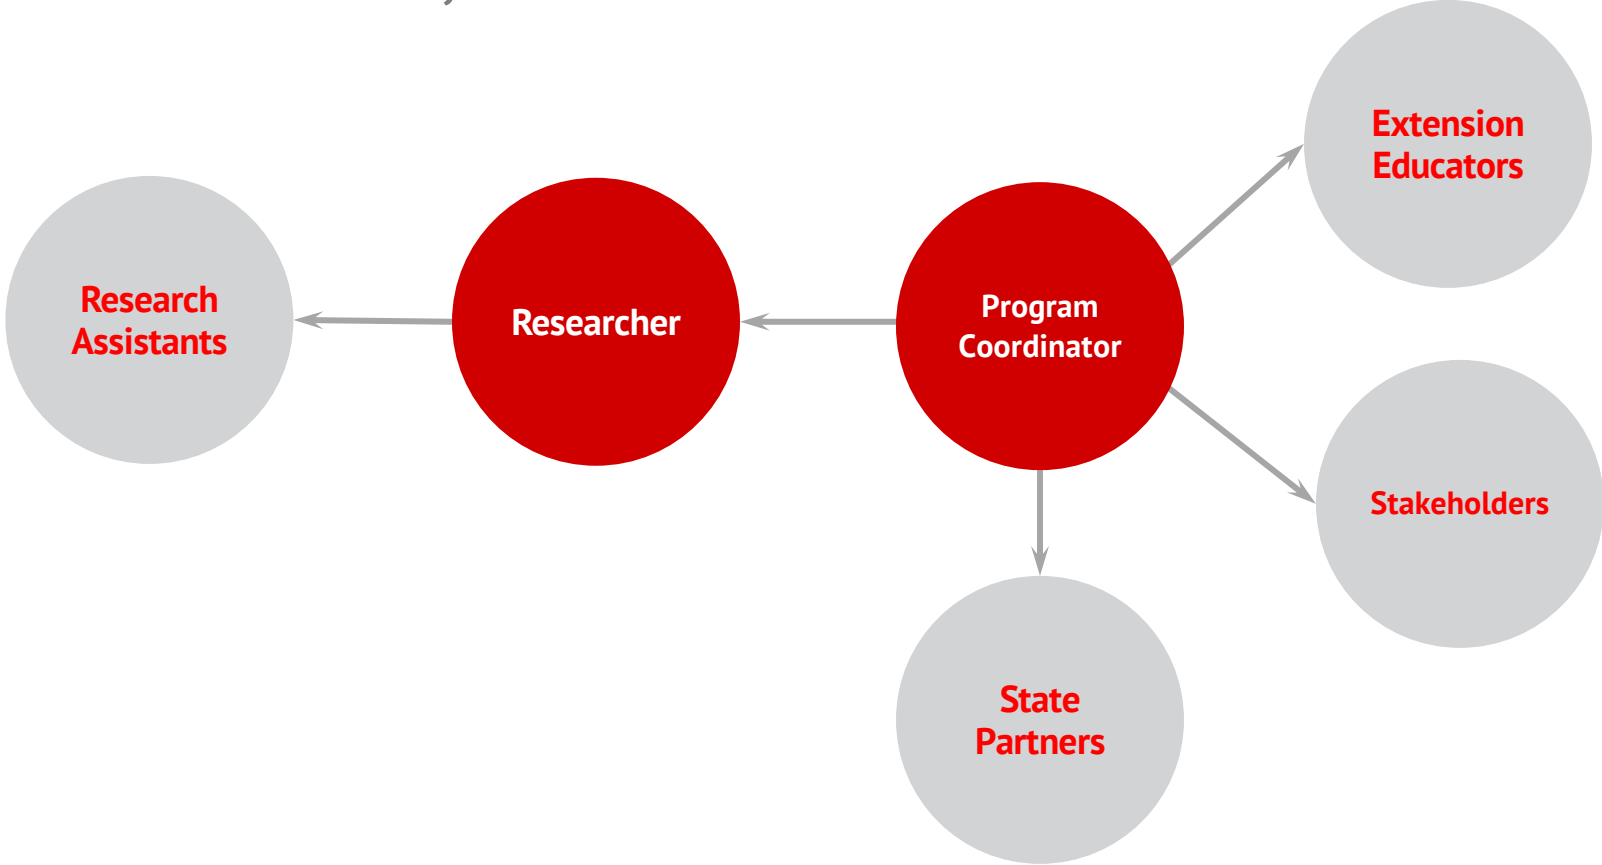 Extension
Educators
Research
Assistants
Researcher
Program
Coordinator
Stakeholders
State
Partners